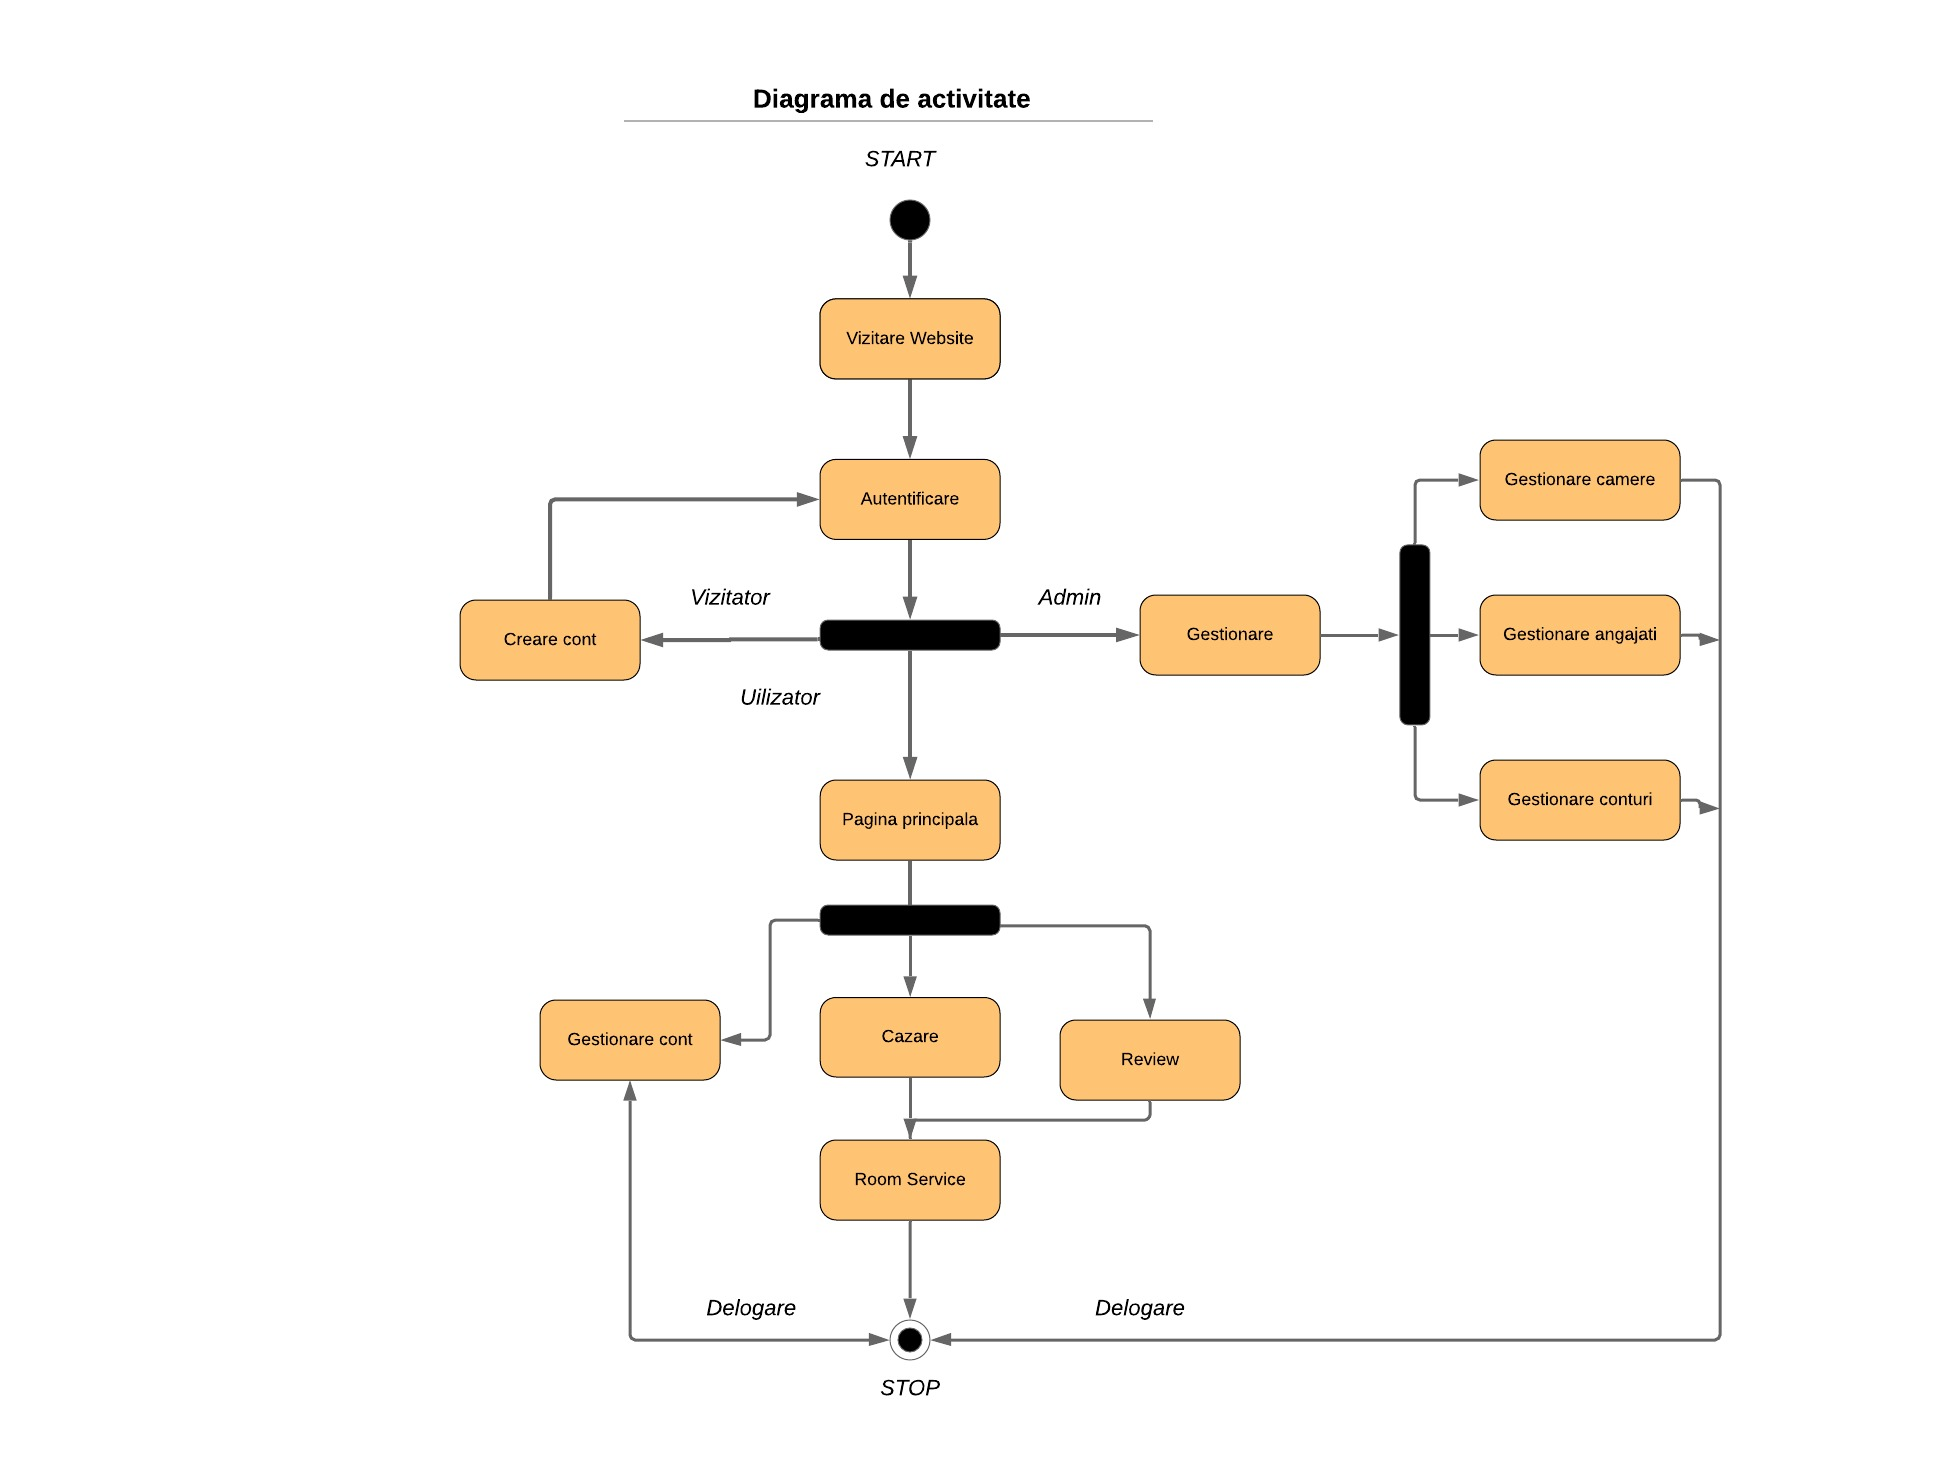 Diagrama de activitate
START
Vizitare Website
Autentificare
Gestionare camere
Vizitator
Admin
Creare cont
Gestionare
Gestionare angajati
Uilizator
Pagina principala
Gestionare conturi
Gestionare cont
Cazare
Review
Room Service
Delogare
Delogare
STOP